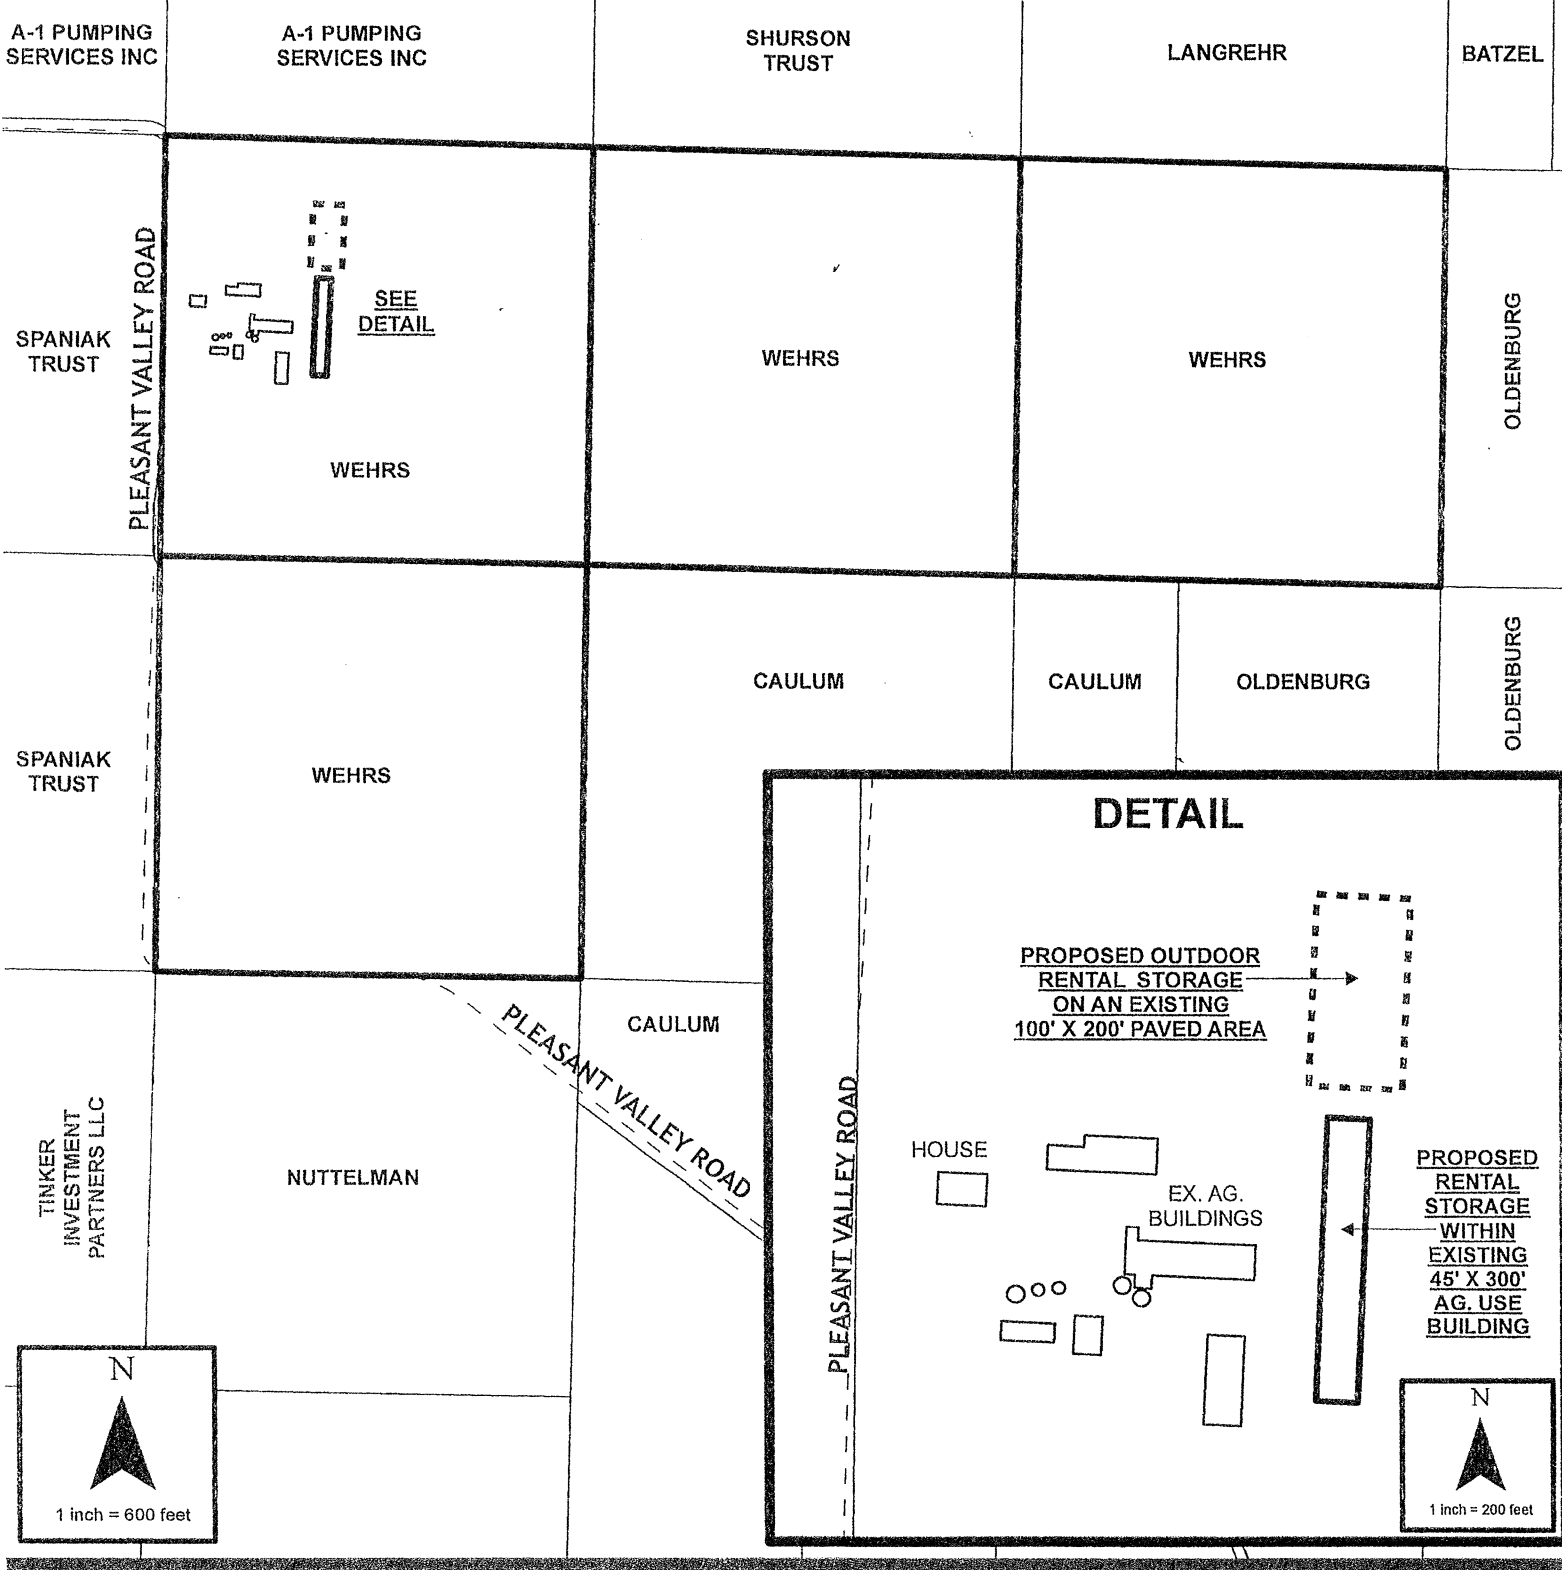 A-1 PUMPING
SERVICES INC
A-1 PUMPING
SERVICES INC
SHURSON
TRUST
LANGREHR
BATZEL
SPANIAK
TRUST
PLEASANT VALLEY ROAD
SEE
DETAIL
WEHRS
WEHRS
WEHRS
OLDENBURG
SPANIAK
TRUST
WEHRS
CAULUM
CAULUM
OLDENBURG
OLDENBURG
CAULUM
PLEASANT VALLEY ROAD
TINKER
INVESTMENT
PARTNERS LLC
NUTTELMAN
N
1 inch = 600 feet
DETAIL
PROPOSED OUTDOOR
RENTAL STORAGE
ON AN EXISTING
100' X 200' PAVED AREA
PLEASANT VALLEY ROAD
HOUSE
EX. AG.
BUILDINGS
PROPOSED
RENTAL
STORAGE
WITHIN
EXISTING
45' X 300'
AG. USE
BUILDING
N
1 inch = 200 feet